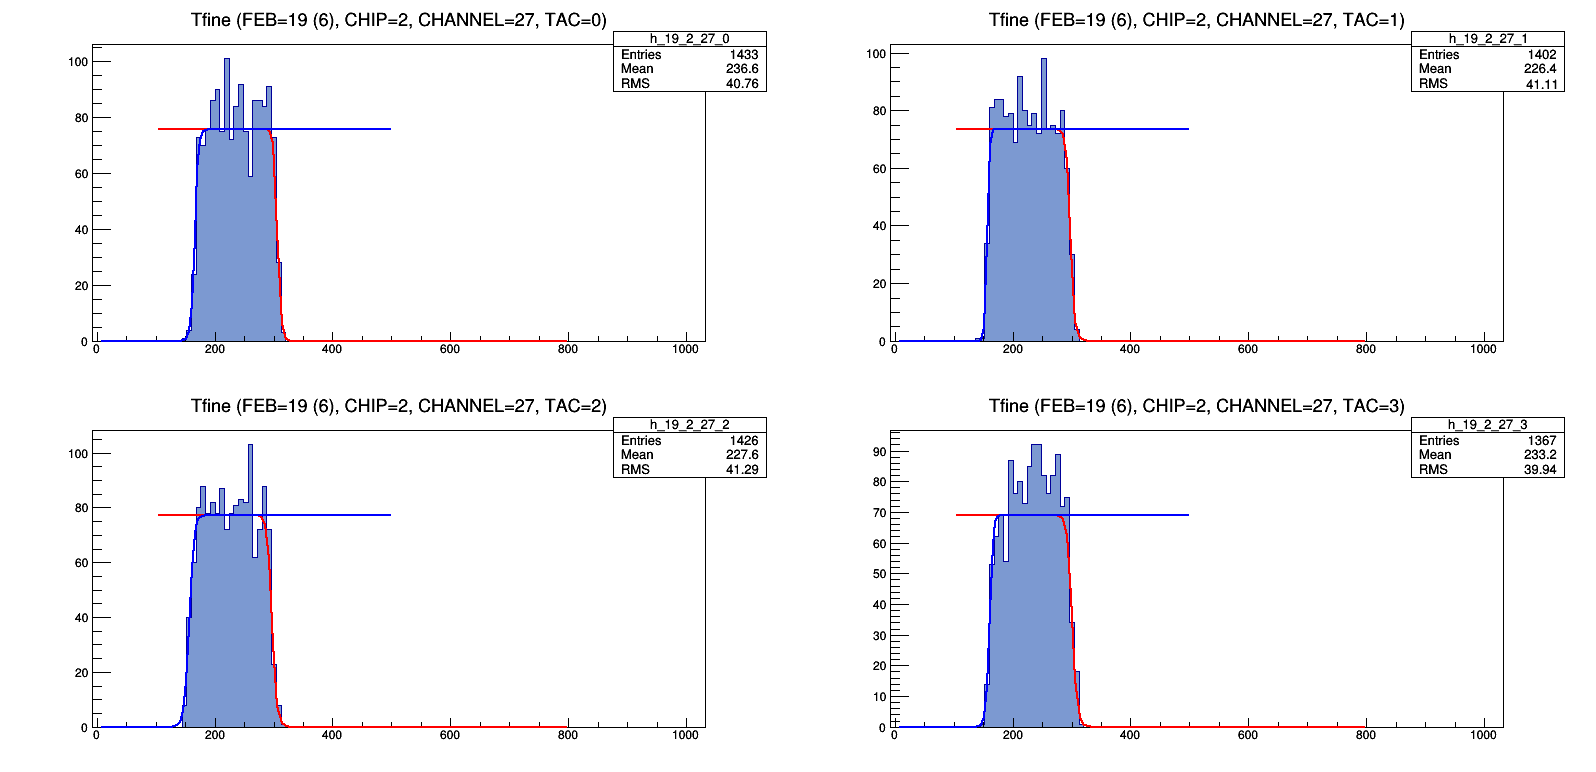 Tfine (FEB=19 (6), CHIP=2, CHANNEL=27, TAC=0)
h_19_2_27_0
Entries 1433
Mean 236.6
RMS 40.76
100
80
60
40
20
0
0 200 400 600 800 1000
Tfine (FEB=19 (6), CHIP=2, CHANNEL=27, TAC=1)
h_19_2_27_1
Entries 1402
Mean 226.4
RMS 41.11
100
80
60
40
20
0
0 200 400 600 800 1000
Tfine (FEB=19 (6), CHIP=2, CHANNEL=27, TAC=2)
h_19_2_27_2
Entries 1426
Mean 227.6
RMS 41.29
100
80
60
40
20
0
0 200 400 600 800 1000
Tfine (FEB=19 (6), CHIP=2, CHANNEL=27, TAC=3)
h_19_2_27_3
Entries 1367
Mean 233.2
RMS 39.94
90
80
70
60
50
40
30
20
10
0
0 200 400 600 800 1000